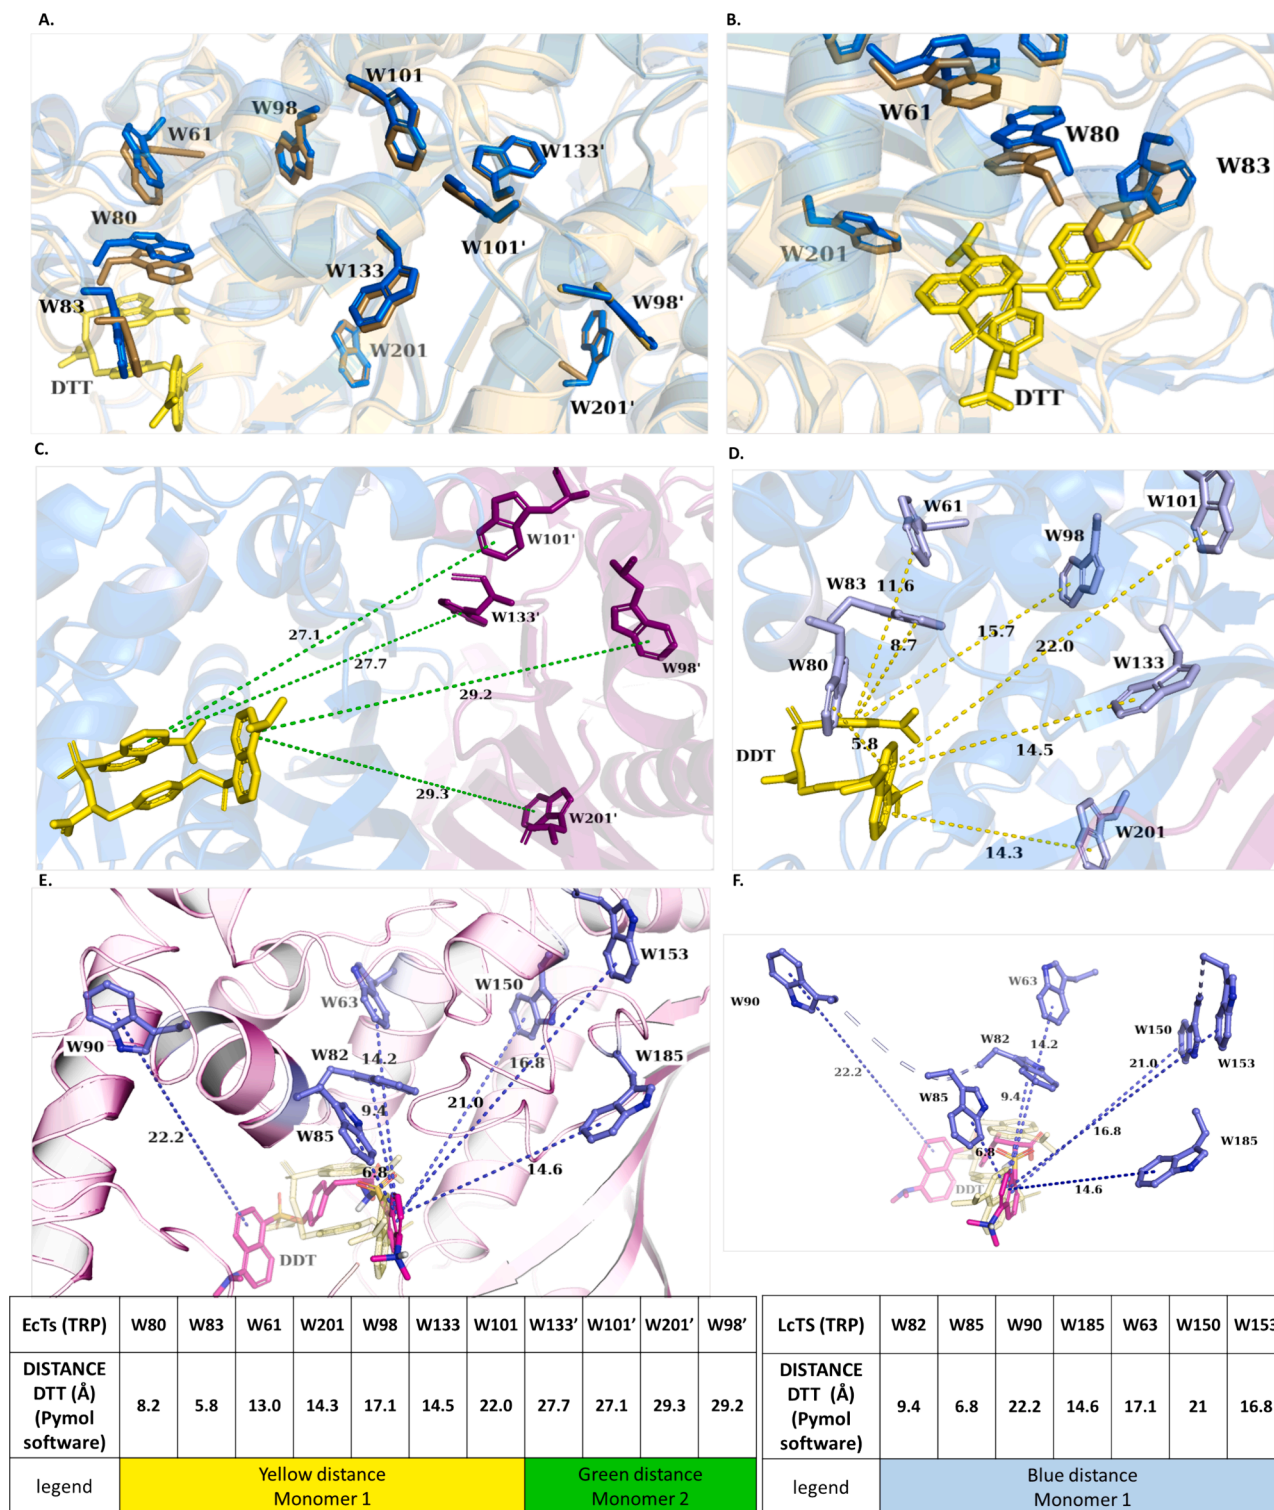 A.
B.
W101
W98
W61
W133'
W80
W101'
W83
W133
W98'
W201
DTT
W201'
W61
W80
W83
W201
DTT
C.
D.
W101'
W133'
W98'
27.1
27.7
29.2
29.3
W201'
W61
W101
W98
W83
11.6
15.7
8.7
22.0
W80
W133
DDT
5.8
14.5
W201
14.3
E.
F.
W153
W63
W150
W90
W82
14.2
16.8
W185
9.4
21.0
W85
22.2
6.8
14.6
DDT
W63
W90
W82
14.2
W150
21.0
W153
22.2
W85
9.4
16.8
W185
6.8
DDT
14.6
EcTs (TRP) W80 W83 W61 W201 W98 W133 W101 W133’ W101’ W201’ W98’
DISTANCE
DTT (Å)
(Pymol
software)
8.2 5.8 13.0 14.3 17.1 14.5 22.0 27.7 27.1 29.3 29.2
legend
Yellow distance
Monomer 1
Green distance
Monomer 2
LcTS (TRP) W82 W85 W90 W185 W63 W150 W153
DISTANCE
DTT (Å)
(Pymol
software)
9.4 6.8 22.2 14.6 17.1 21 16.8
legend
Blue distance
Monomer 1